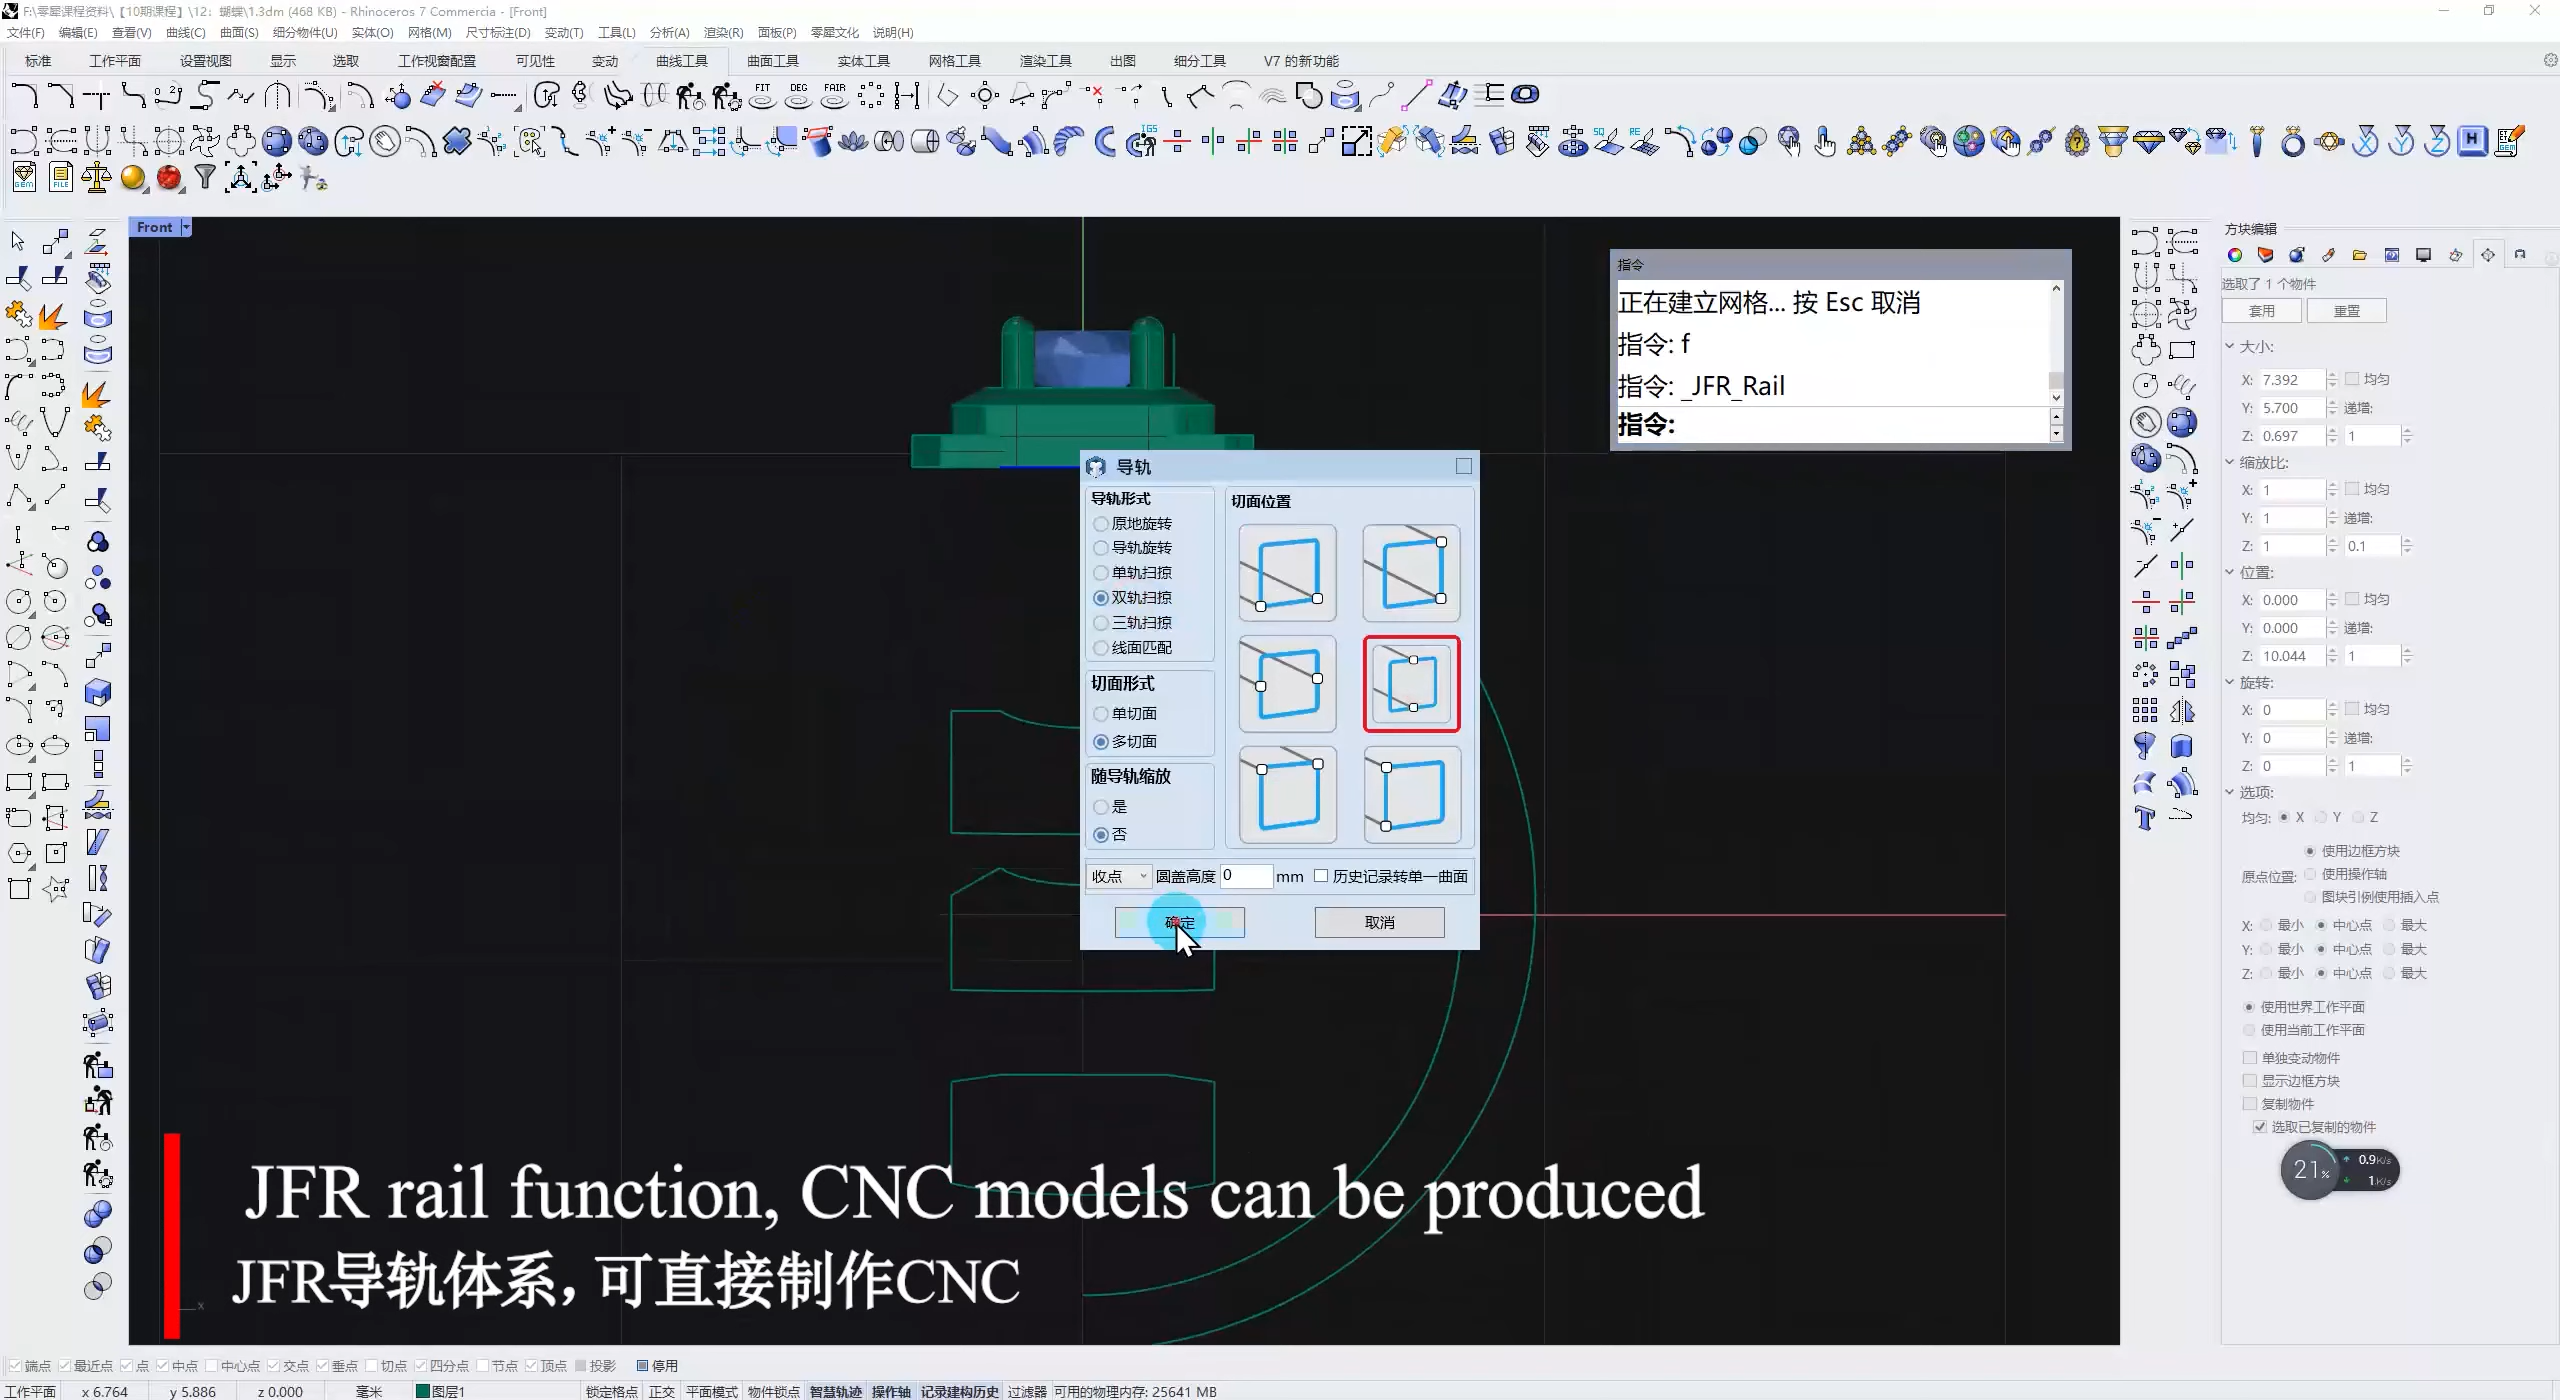 F:\零犀课程资料\【10期课程】\12：蝴蝶\1.3dm (468 KB) - Rhinoceros 7 Commercia - [Front]
文件(F) 编辑(E) 查看(V) 曲线(C) 曲面(S) 细分物件(U) 实体(O) 网格(M) 尺寸标注(D) 变动(T) 工具(L) 分析(A) 渲染(R) 面板(P) 零犀文化 说明(H)
标准 工作平面 设置视图 显示 选取 工作视窗配置 可见性 变动 曲线工具 曲面工具 实体工具 网格工具 渲染工具 出图 细分工具 V7 的新功能
FIT DEG FAIR
IGS SQ RE
GEM FILE
Front
指令
正在建立网格... 按 Esc 取消
指令: f
指令: _JFR_Rail
指令:
导轨
导轨形式
原地旋转
导轨旋转
单轨扫掠
双轨扫掠
三轨扫掠
线面匹配
切面形式
单切面
多切面
随导轨缩放
是
否
切面位置
收点 圆盖高度 0 mm 历史记录转单一曲面
确定 取消
方块编辑
选取了 1 个物件
套用 重置
大小:
X: 7.392 均匀
Y: 5.700 递增:
Z: 0.697 1
缩放比:
X: 1 均匀
Y: 1 递增:
Z: 1 0.1
位置:
X: 0.000 均匀
Y: 0.000 递增:
Z: 10.044 1
旋转:
X: 0 均匀
Y: 0 递增:
Z: 0 1
选项:
均匀: X Y Z
使用边框方块
原点位置: 使用操作轴
图块引例使用插入点
X: 最小 中心点 最大
Y: 最小 中心点 最大
Z: 最小 中心点 最大
使用世界工作平面
使用当前工作平面
单独变动物件
显示边框方块
复制物件
选取已复制的物件
21% 0.9K/s
1K/s
JFR rail function, CNC models can be produced
JFR导轨体系，可直接制作CNC
x
端点 最近点 点 中点 中心点 交点 垂点 切点 四分点 节点 顶点 投影 停用
工作平面 x 6.764 y 5.886 z 0.000 毫米 图层1 锁定格点 正交 平面模式 物件锁点 智慧轨迹 操作轴 记录建构历史 过滤器 可用的物理内存: 25641 MB